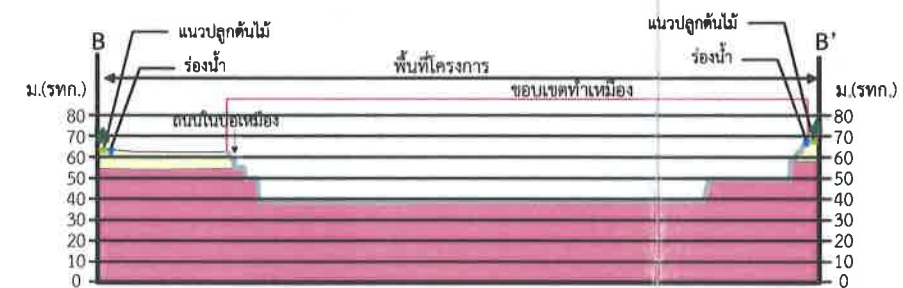 แนวปลูกต้นไม้
แนวปลูกต้นไม้
B
B'
ร่องน้ำ
พื้นที่โครงการ
ร่องน้ำ
ม.(รทก.)
ขอบเขตทำเหมือง
ม.(รทก.)
ถนนในบ่อเหมือง
80
80
70
70
60
60
50
50
40
40
30
30
20
20
10
10
0
0